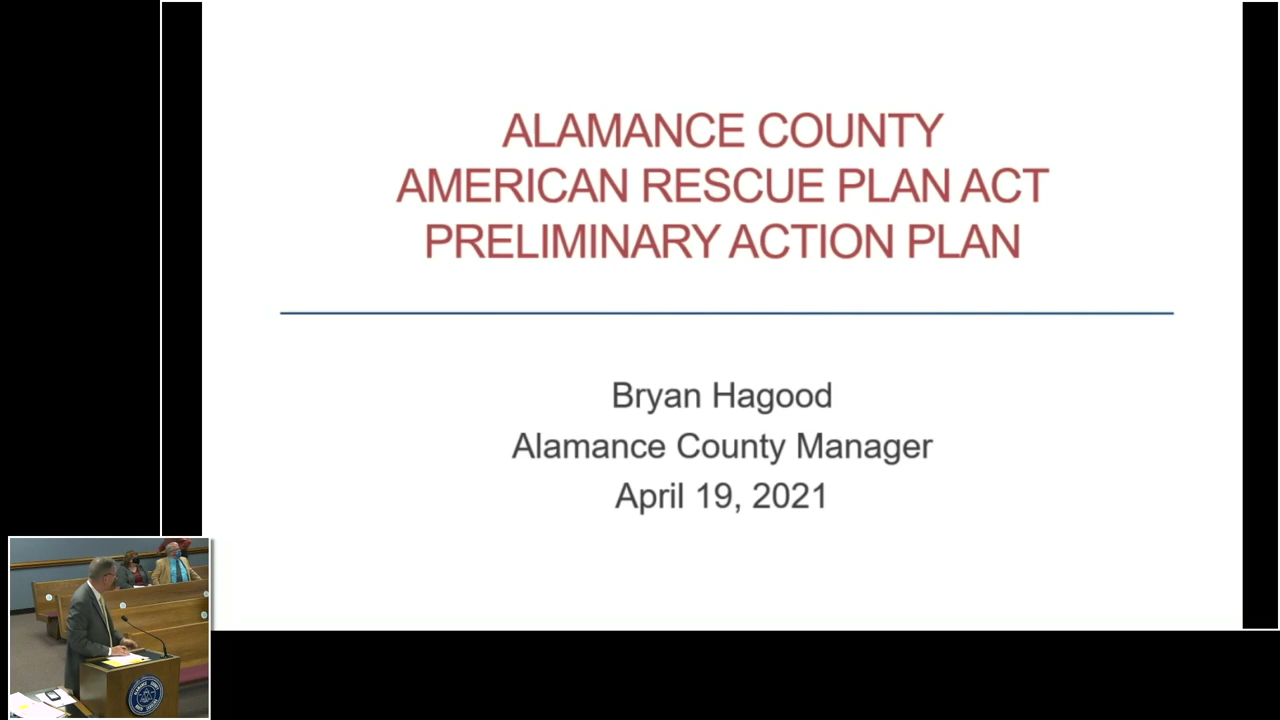 ALAMANCE COUNTY
AMERICAN RESCUE PLAN ACT
PRELIMINARY ACTION PLAN
Bryan Hagood
Alamance County Manager
April 19, 2021